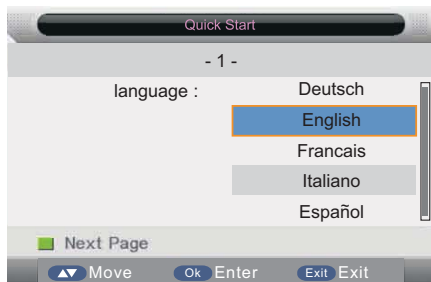 Quick Start
- 1 -
language : Deutsch
English
Francais
Italiano
Español
Next Page
Move Ok Enter Exit Exit